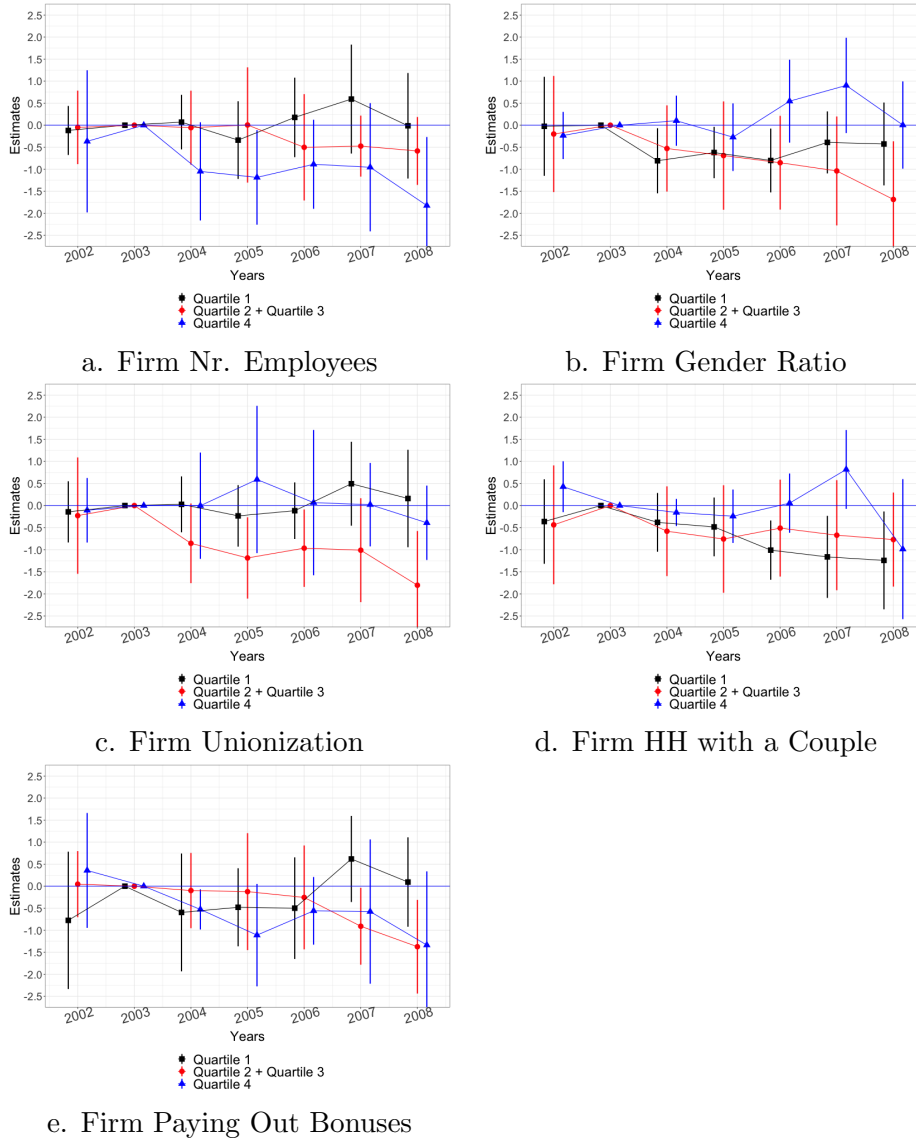 2.5
2.0
1.5
1.0
0.5
0.0
-0.5
-1.0
-1.5
-2.0
-2.5
Estimates
2002 2003 2004 2005 2006 2007 2008
Years
Quartile 1
Quartile 2 + Quartile 3
Quartile 4
a. Firm Nr. Employees
2.5
2.0
1.5
1.0
0.5
0.0
-0.5
-1.0
-1.5
-2.0
-2.5
Estimates
2002 2003 2004 2005 2006 2007 2008
Years
Quartile 1
Quartile 2 + Quartile 3
Quartile 4
b. Firm Gender Ratio
2.5
2.0
1.5
1.0
0.5
0.0
-0.5
-1.0
-1.5
-2.0
-2.5
Estimates
2002 2003 2004 2005 2006 2007 2008
Years
Quartile 1
Quartile 2 + Quartile 3
Quartile 4
c. Firm Unionization
2.5
2.0
1.5
1.0
0.5
0.0
-0.5
-1.0
-1.5
-2.0
-2.5
Estimates
2002 2003 2004 2005 2006 2007 2008
Years
Quartile 1
Quartile 2 + Quartile 3
Quartile 4
d. Firm HH with a Couple
2.5
2.0
1.5
1.0
0.5
0.0
-0.5
-1.0
-1.5
-2.0
-2.5
Estimates
2002 2003 2004 2005 2006 2007 2008
Years
Quartile 1
Quartile 2 + Quartile 3
Quartile 4
e. Firm Paying Out Bonuses